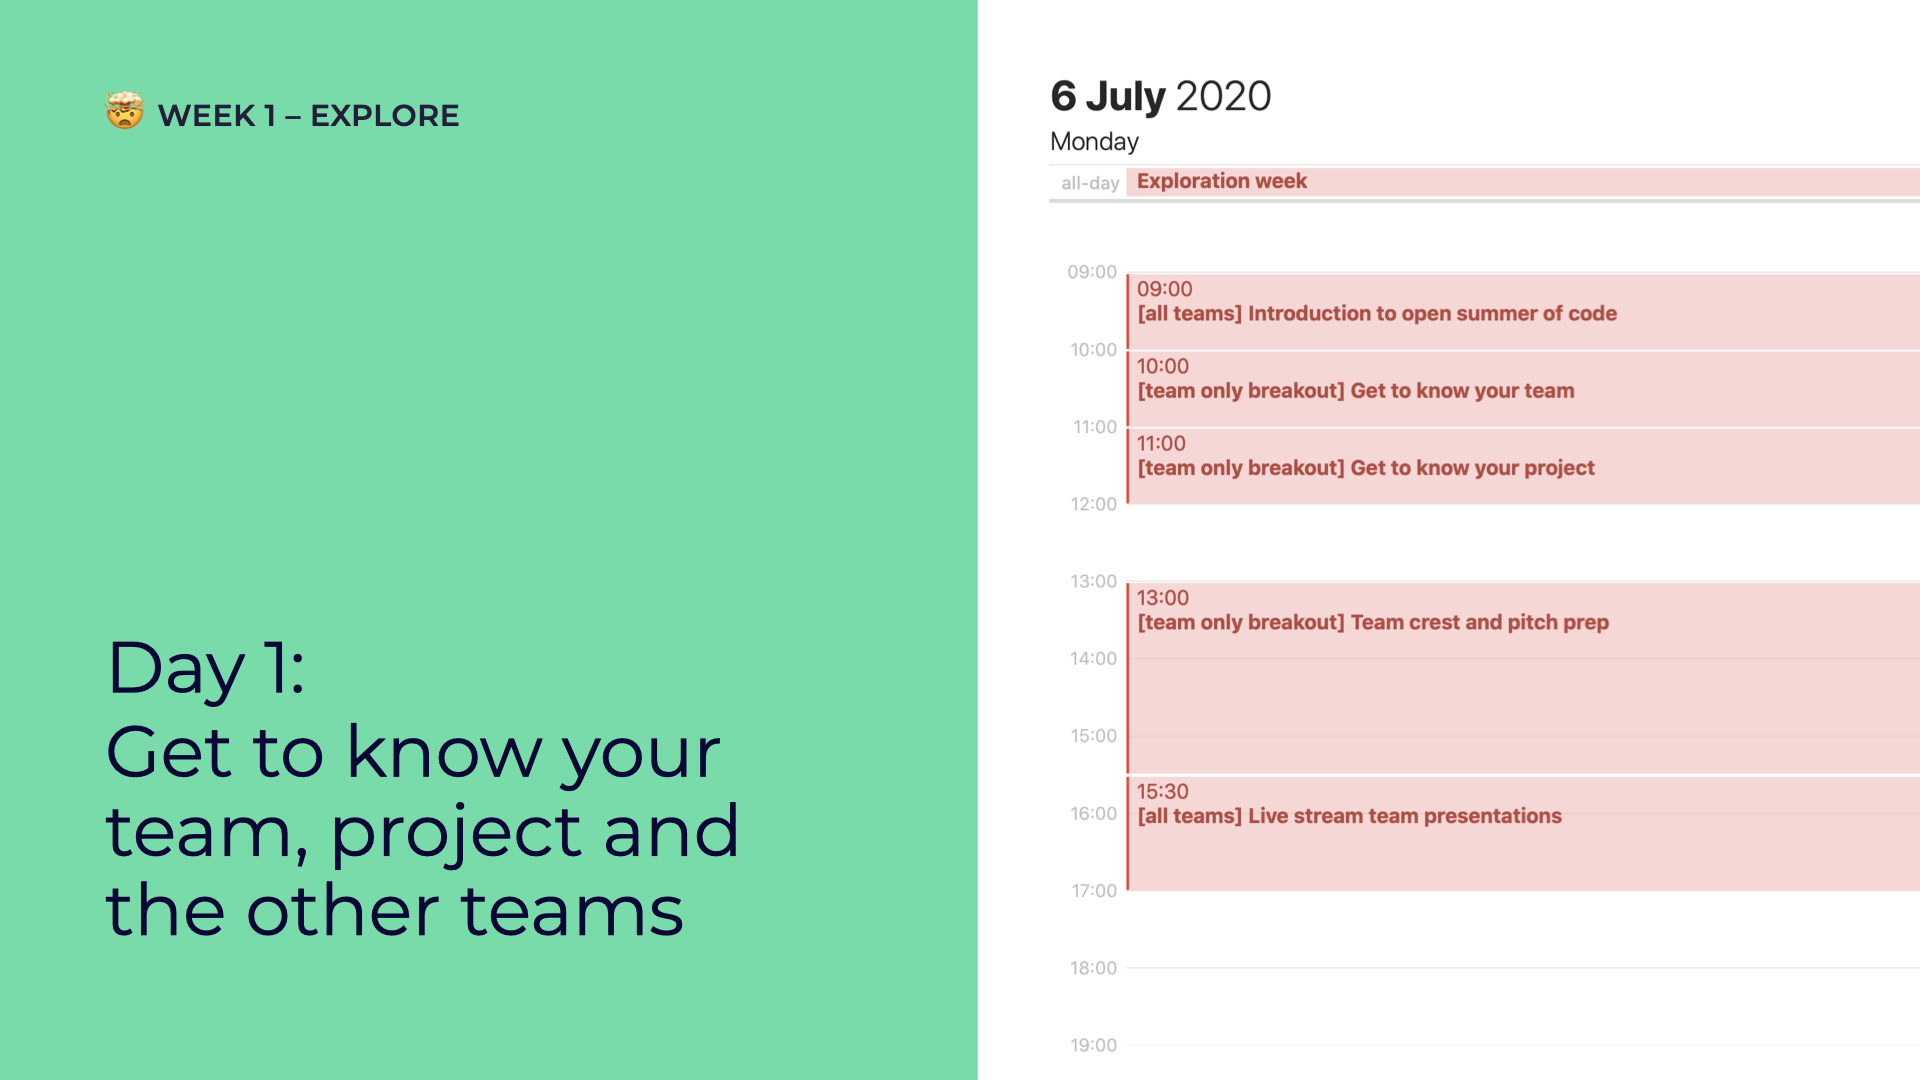 🤯 WEEK 1 – EXPLORE
Day 1:
Get to know your
team, project and
the other teams
6 July 2020
Monday
all-day Exploration week
09:00
09:00
[all teams] Introduction to open summer of code
10:00
10:00
[team only breakout] Get to know your team
11:00
11:00
[team only breakout] Get to know your project
12:00
13:00
13:00
[team only breakout] Team crest and pitch prep
14:00
15:00
15:30
16:00
[all teams] Live stream team presentations
17:00
18:00
19:00